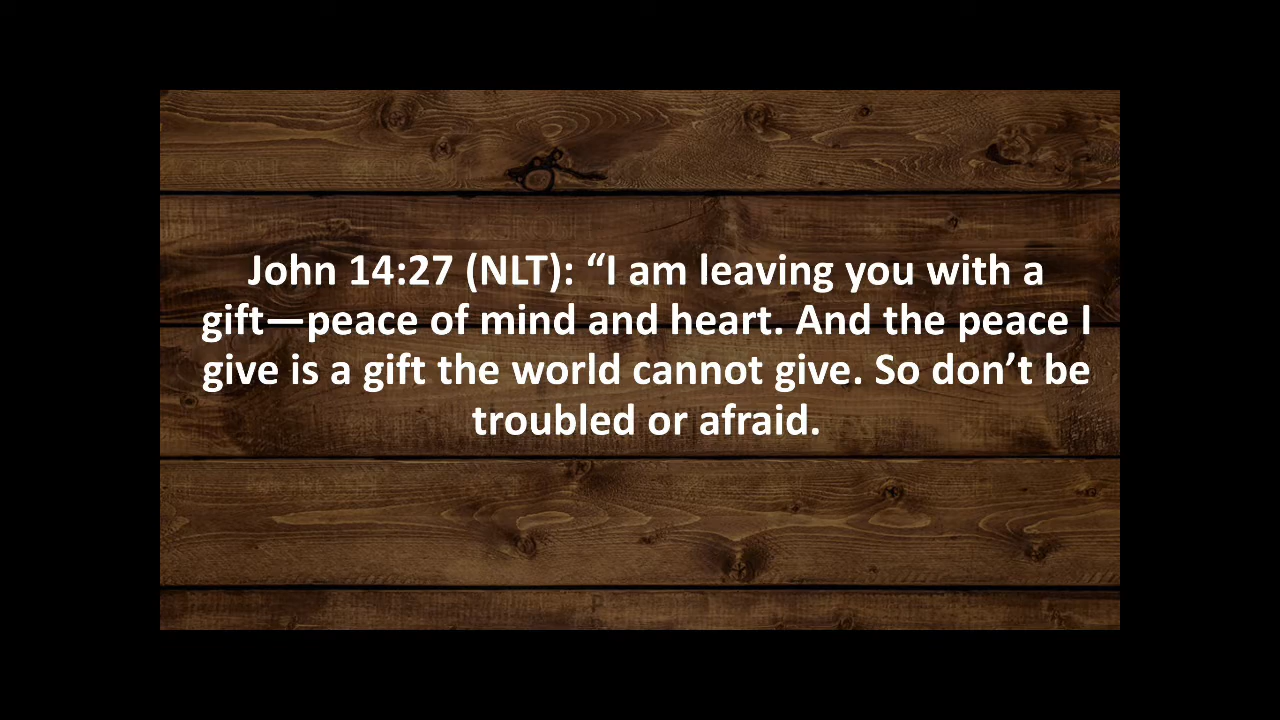 John 14:27 (NLT): “I am leaving you with a
gift—peace of mind and heart. And the peace I
give is a gift the world cannot give. So don’t be
troubled or afraid.